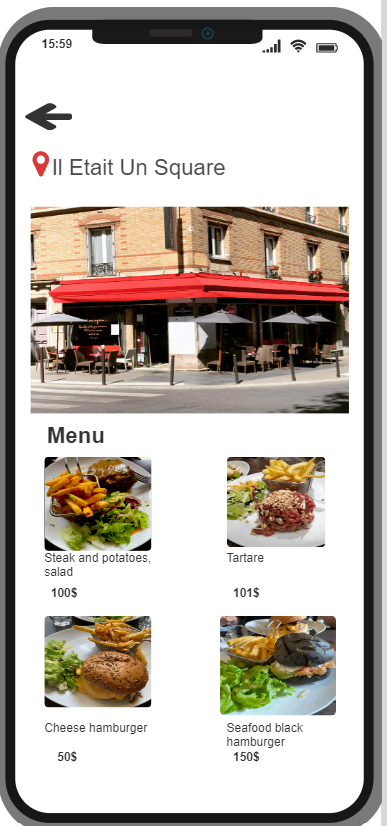 15:59
Il Etait Un Square
Menu
Steak and potatoes,
salad
100$
Tartare
101$
Cheese hamburger
50$
Seafood black
hamburger
150$